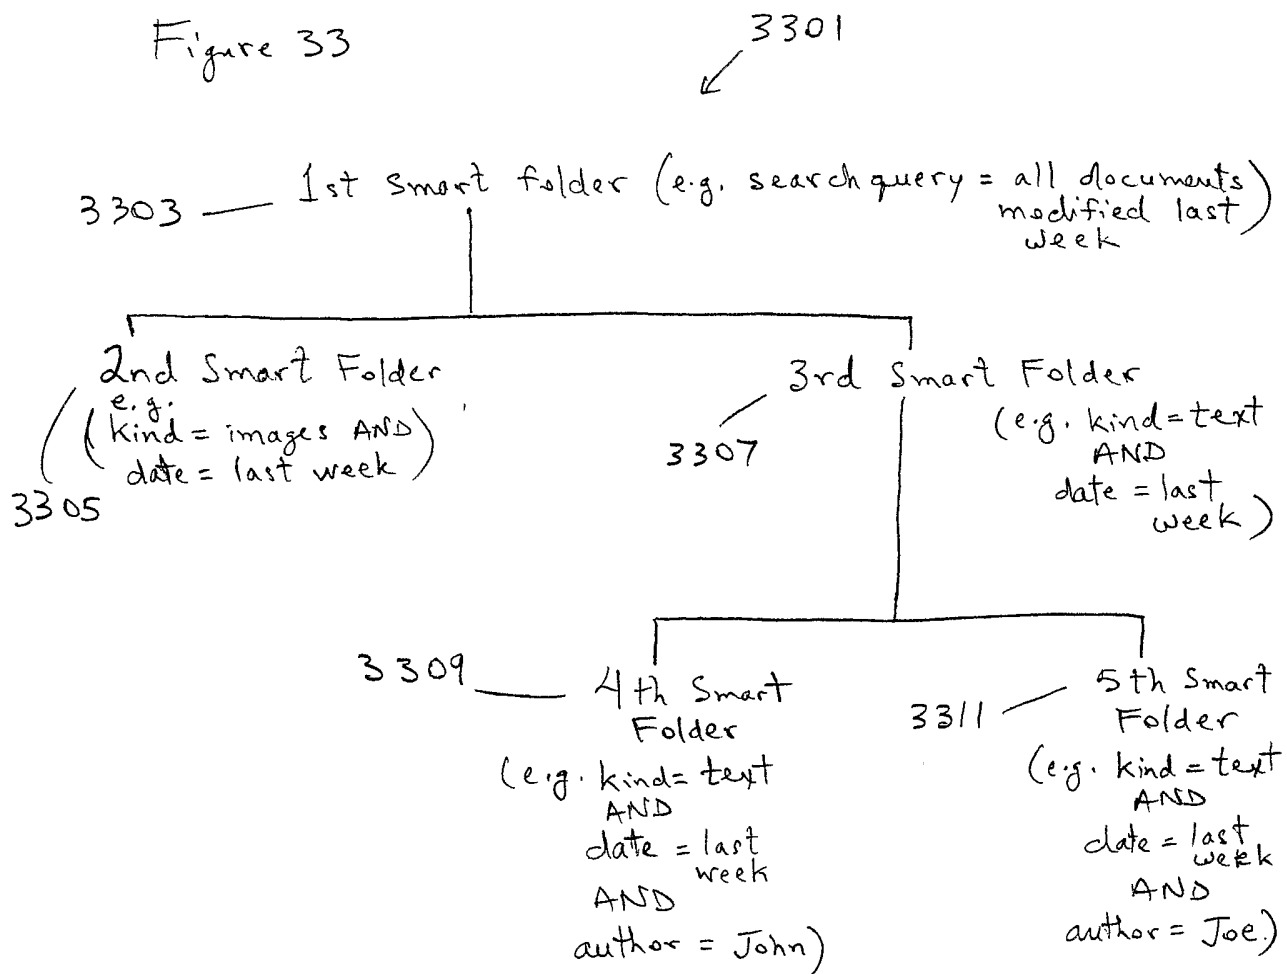 Figure 33
3301
3303
1st Smart folder (e.g. search query = all documents
modified last
week)
2nd Smart Folder
e.g.
(kind = images AND
date = last week)
3305
3rd Smart Folder
3307
(e.g. kind = text
AND
date = last
week)
3309
4th Smart
Folder
(e.g. kind = text
AND
date = last
week
AND
author = John)
3311
5th Smart
Folder
(e.g. kind = text
AND
date = last
week
AND
author = Joe.)